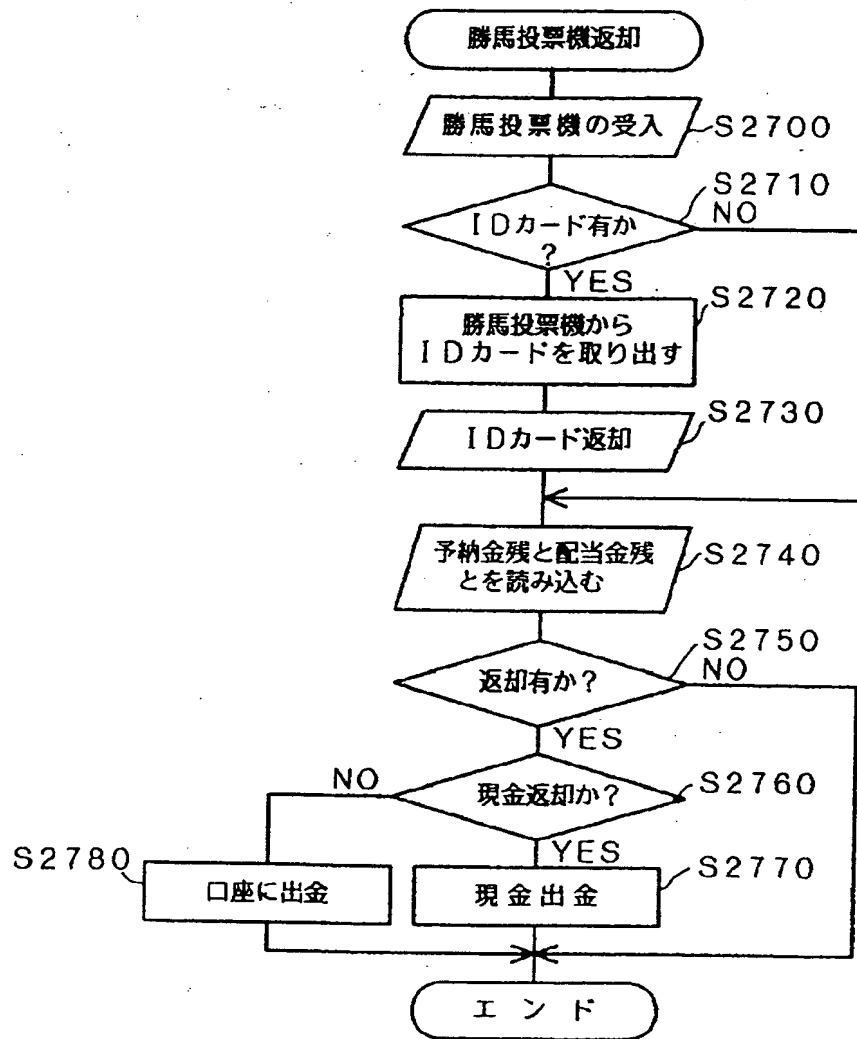 勝馬投票機返却
勝馬投票機の受入
S2700
IDカード有か
?
S2710
NO
YES
勝馬投票機から
IDカードを取り出す
S2720
IDカード返却
S2730
予納金残と配当金残
とを読み込む
S2740
返却有か?
S2750
NO
YES
現金返却か?
S2760
NO
YES
S2780
口座に出金
現金出金
S2770
エンド